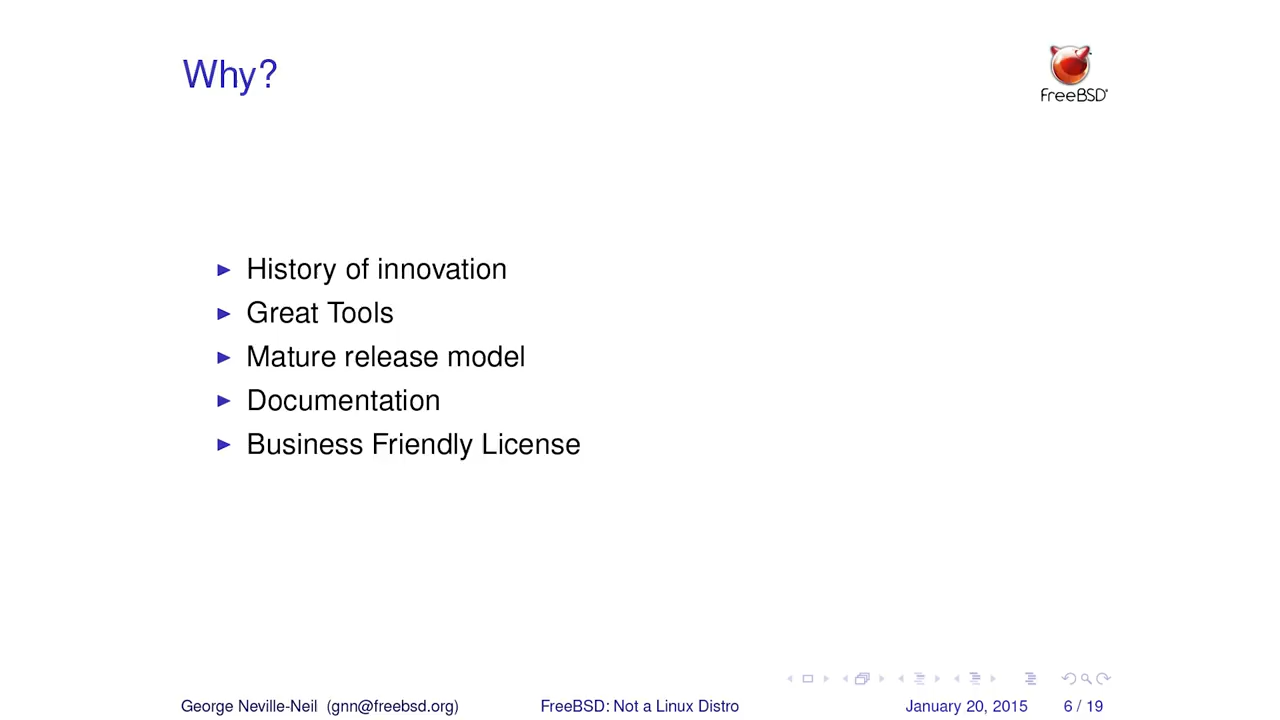 Why?
FreeBSD
History of innovation
Great Tools
Mature release model
Documentation
Business Friendly License
George Neville-Neil (gnn@freebsd.org) FreeBSD: Not a Linux Distro January 20, 2015 6 / 19